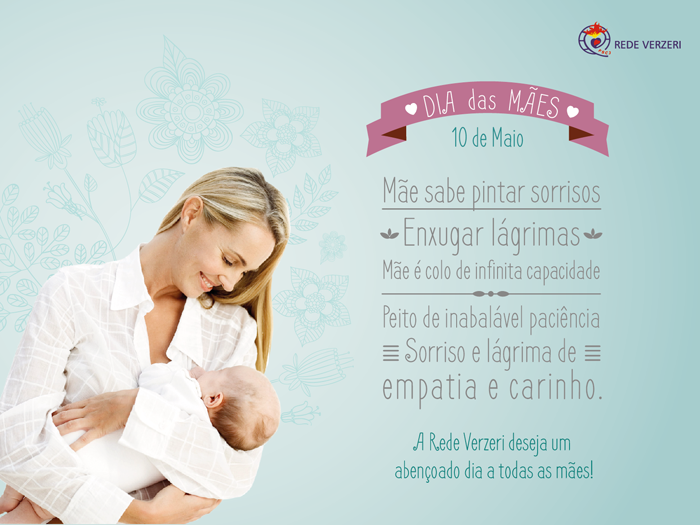 REDE VERZERI
DIA das MÃES
10 de Maio
Mãe sabe pintar sorrisos
Enxugar lágrimas
Mãe é colo de infinita capacidade
Peito de inabalável paciência
Sorriso e lágrima de
empatia e carinho.
A Rede Verzeri deseja um
abençoado dia a todas as mães!